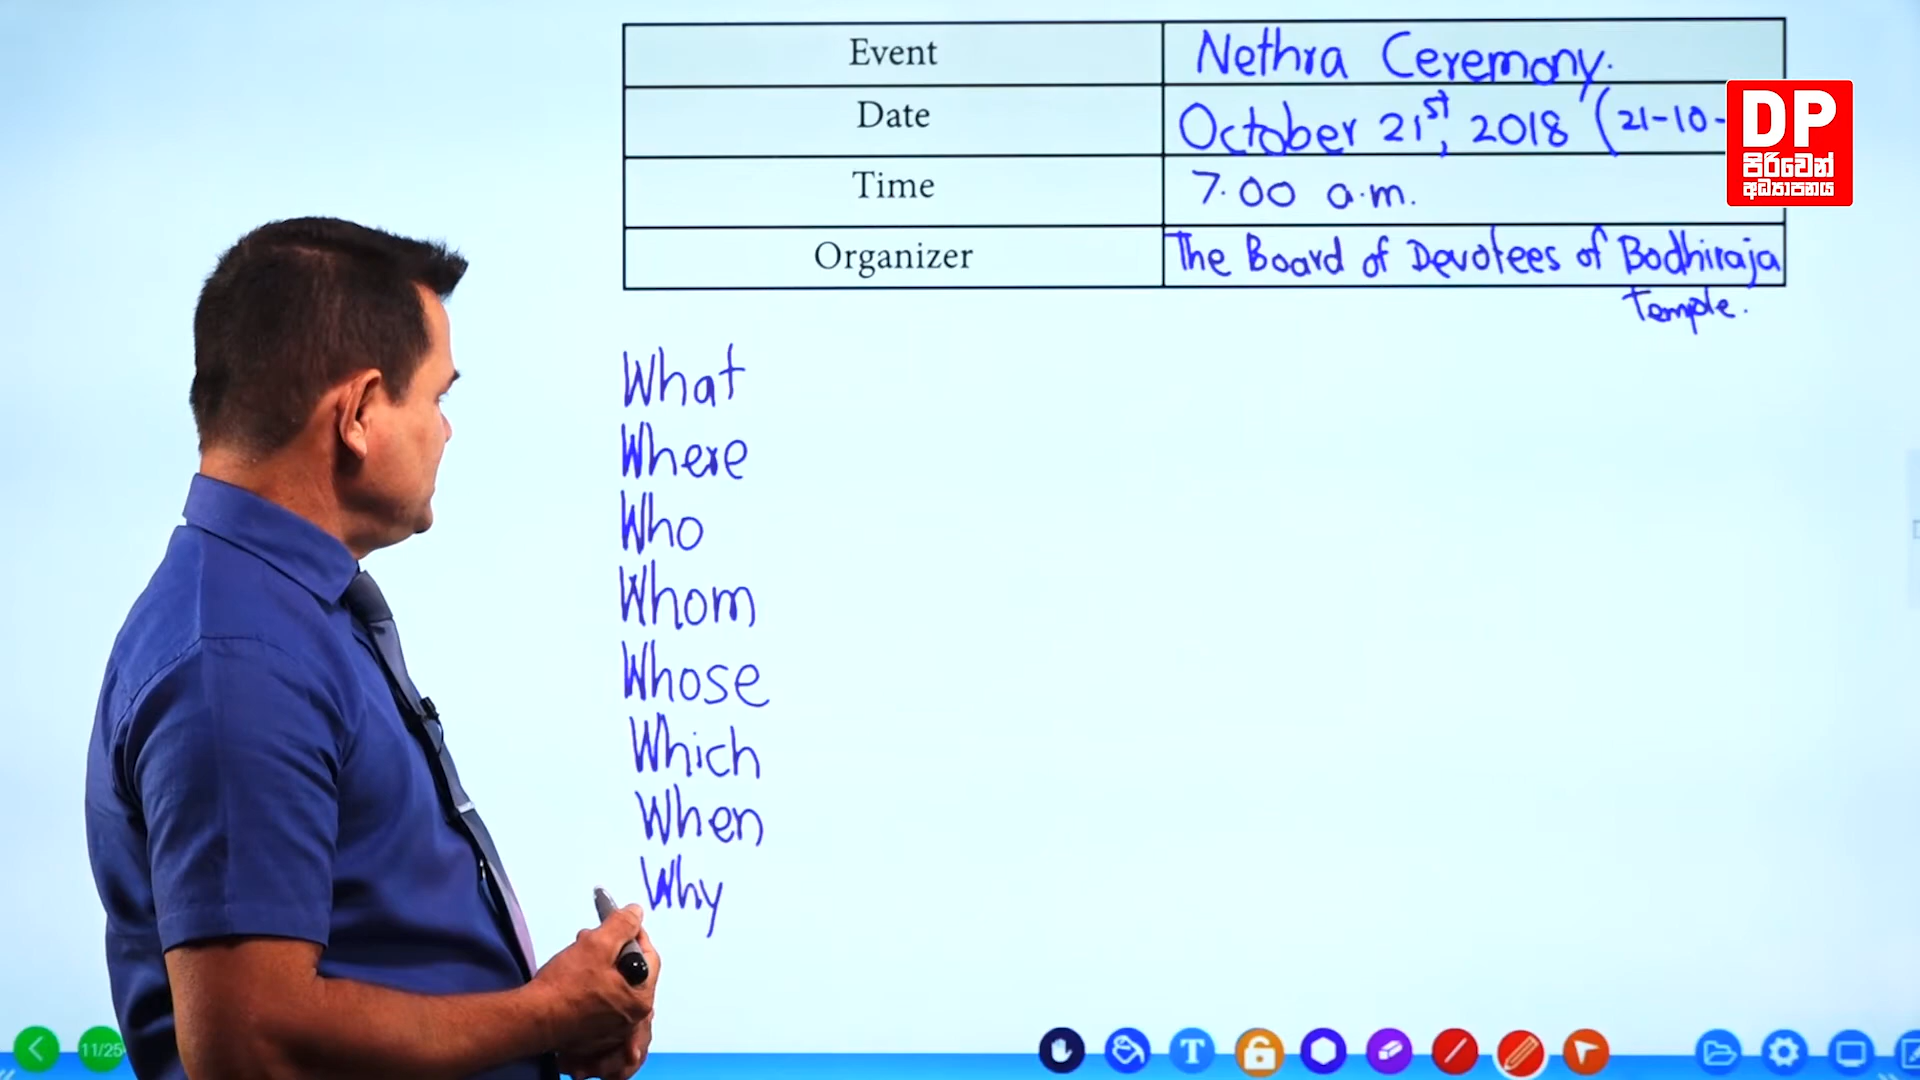 Event Nethra Ceremony.
Date October 21st, 2018 (21-10-
Time 7.00 a.m.
Organizer The Board of Devotees of Bodhiraja
Temple.
DP
පිරිවෙන්
අධ්‍යාපනය
What
Where
Who
Whom
Whose
Which
When
Why
11/25
T